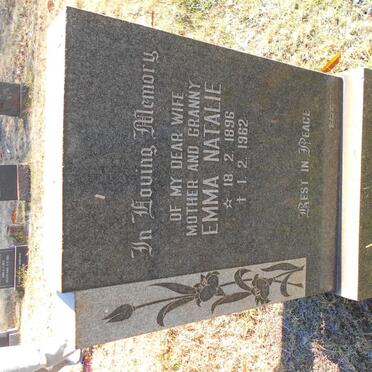 In Loving Memory
OF MY DEAR WIFE
MOTHER AND GRANNY
EMMA NATALIE
☆ 18. 2. 1896
† 1. 2. 1962
REST IN PEACE